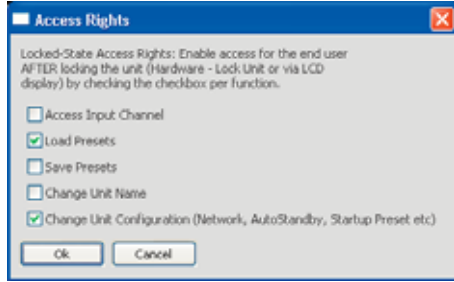 Access Rights
Locked-State Access Rights: Enable access for the end user
AFTER locking the unit (Hardware - Lock Unit or via LCD
display) by checking the checkbox per function.
Access Input Channel
Load Presets
Save Presets
Change Unit Name
Change Unit Configuration (Network, AutoStandby, Startup Preset etc)
Ok Cancel